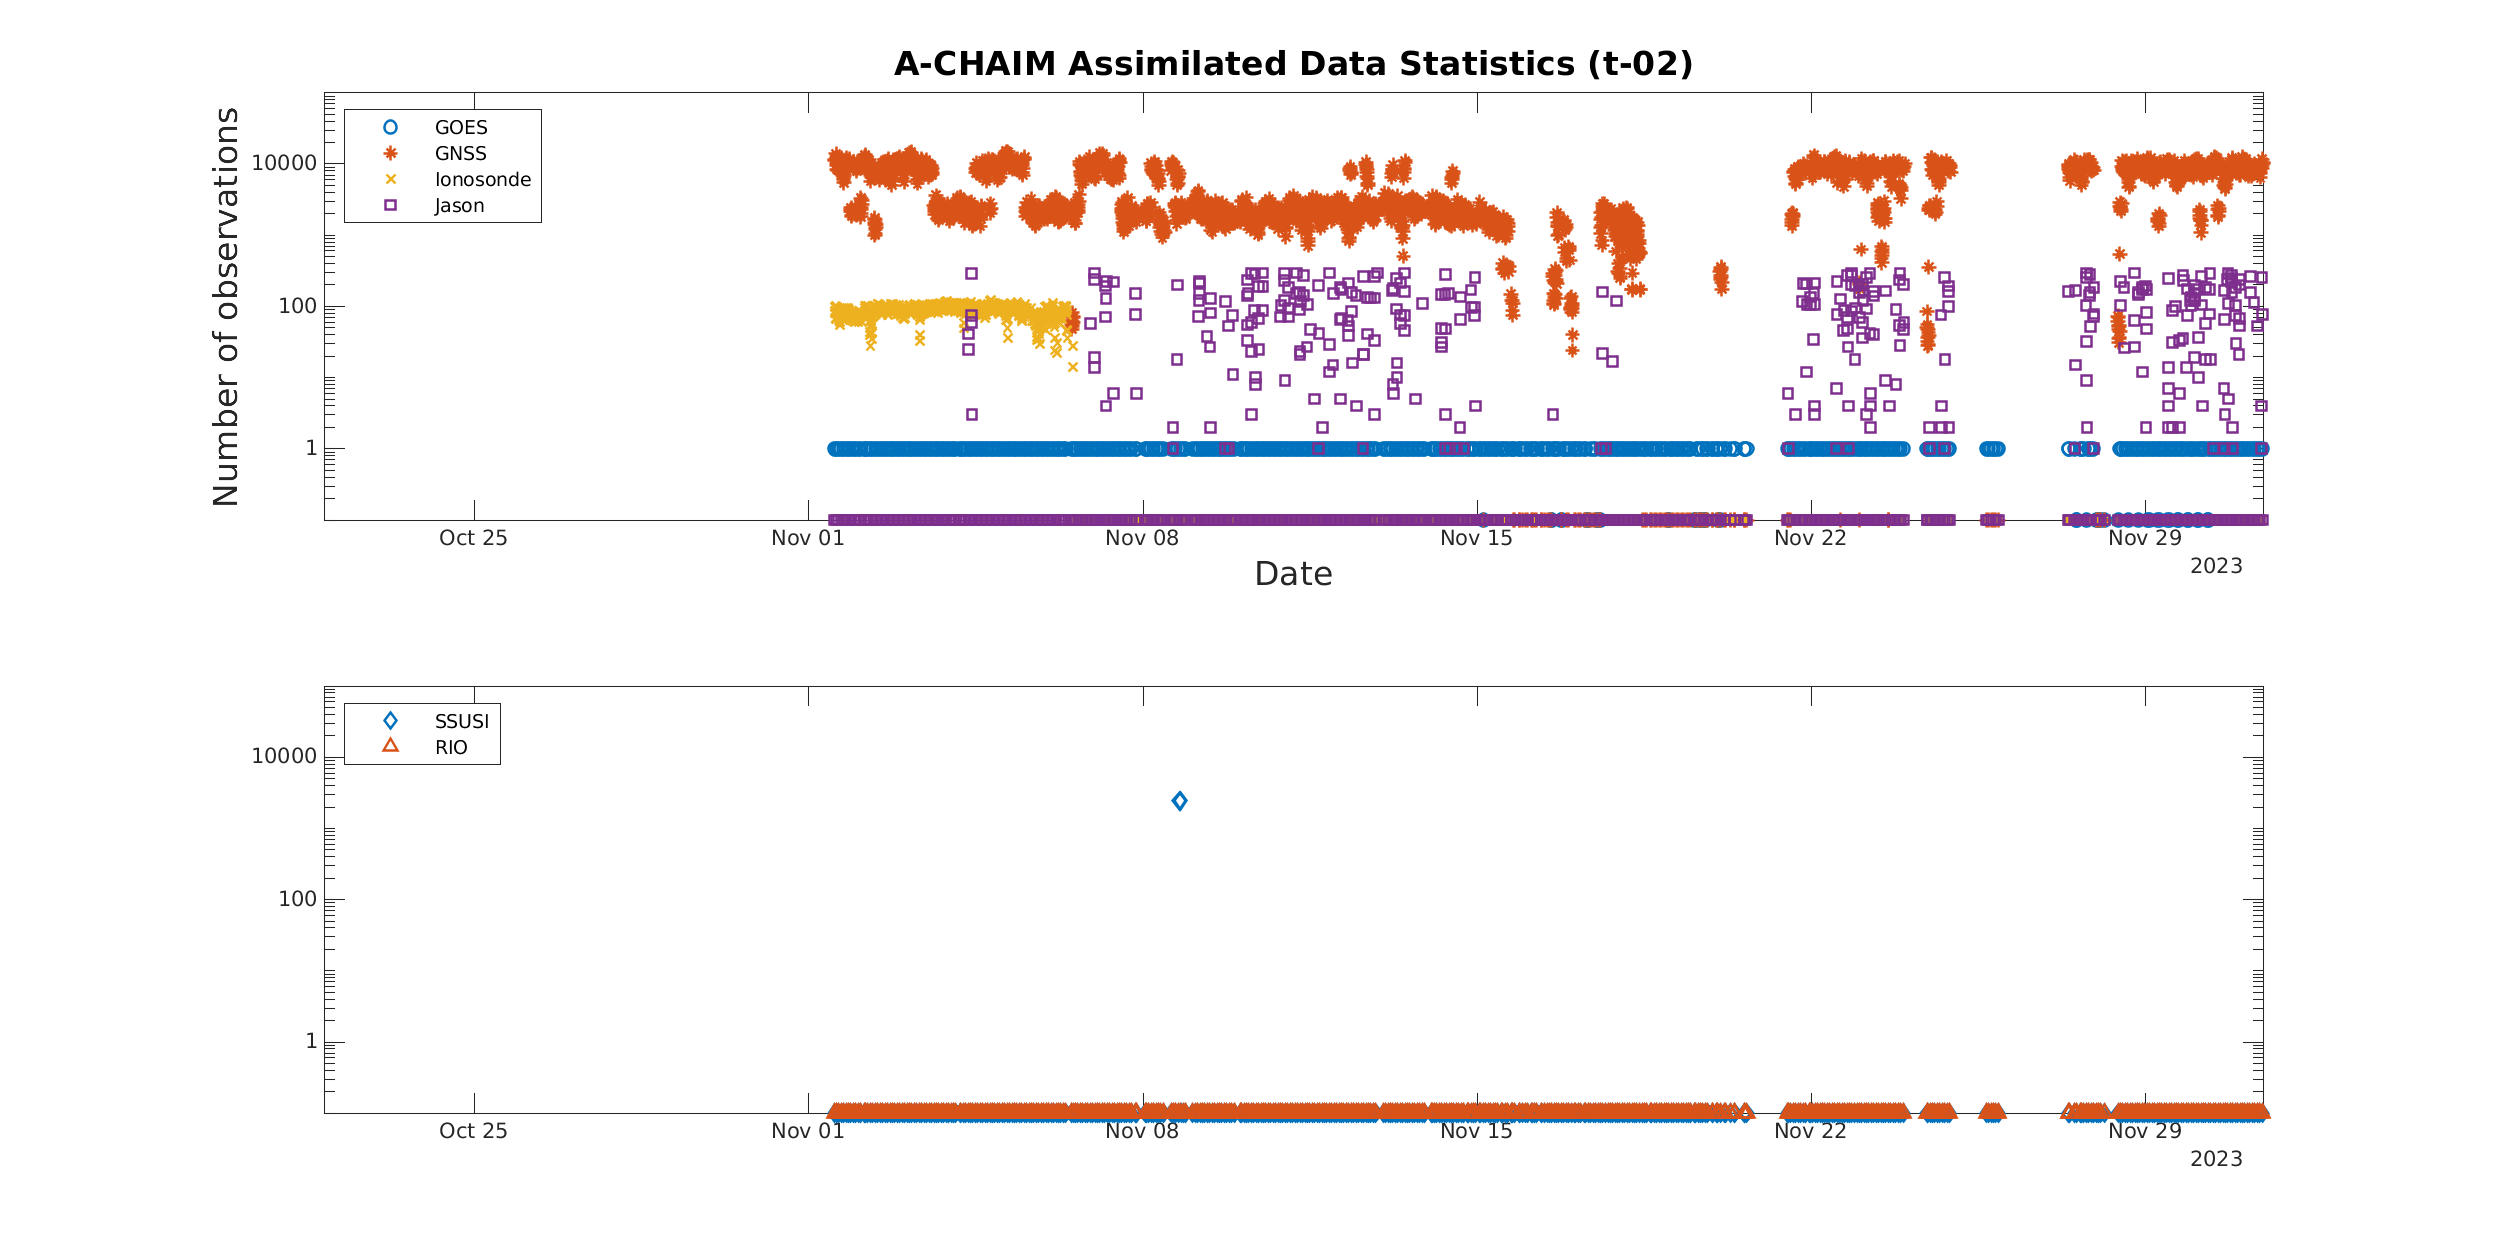 A-CHAIM Assimilated Data Statistics (t-02)
Number of observations
10000
100
1
GOES
GNSS
Ionosonde
Jason
Oct 25
Nov 01
Nov 08
Nov 15
Nov 22
Nov 29
2023
Date
10000
100
1
SSUSI
RIO
Oct 25
Nov 01
Nov 08
Nov 15
Nov 22
Nov 29
2023